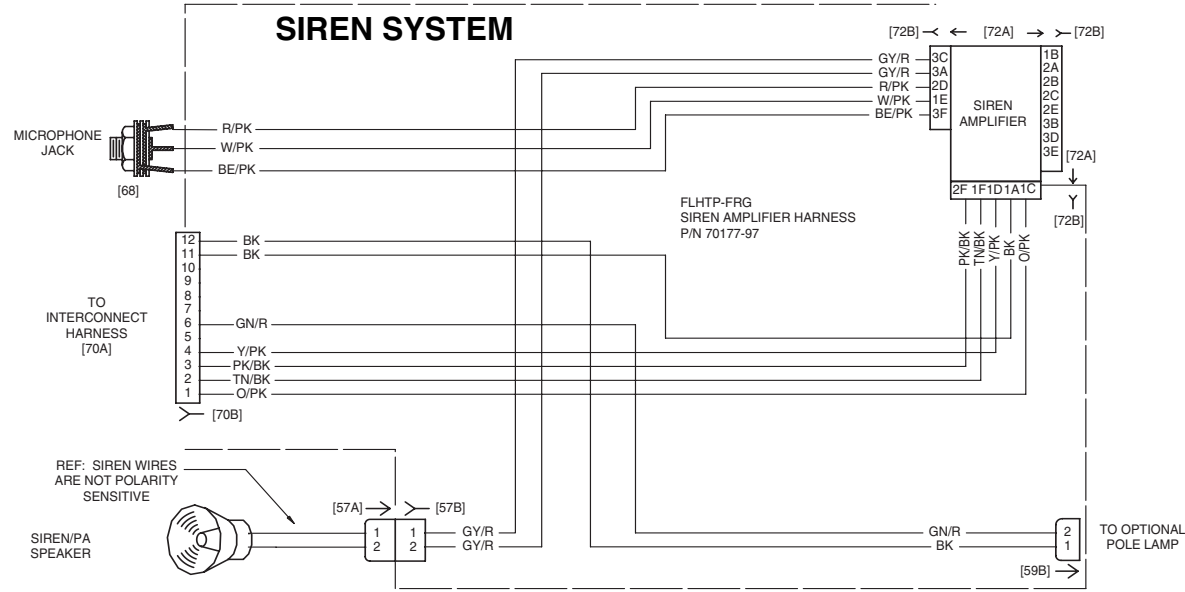 SIREN SYSTEM
[72B]
[72A]
[72B]
GY/R 3C
GY/R 3A
R/PK 2D
W/PK 1E
BE/PK 3F
SIREN
AMPLIFIER
1B
2A
2B
2C
2E
3B
3D
3E
[72A]
[72B]
2F 1F 1D 1A 1C
PK/BK
TN/BK
Y/PK
BK
O/PK
MICROPHONE
JACK
[68]
R/PK
W/PK
BE/PK
FLHTP-FRG
SIREN AMPLIFIER HARNESS
P/N 70177-97
TO
INTERCONNECT
HARNESS
[70A]
12 BK
11 BK
10
9
8
7
6 GN/R
5
4 Y/PK
3 PK/BK
2 TN/BK
1 O/PK
[70B]
REF: SIREN WIRES
ARE NOT POLARITY
SENSITIVE
SIREN/PA
SPEAKER
[57A]
[57B]
1 1 GY/R
2 2 GY/R
GN/R 2
BK 1
TO OPTIONAL
POLE LAMP
[59B]